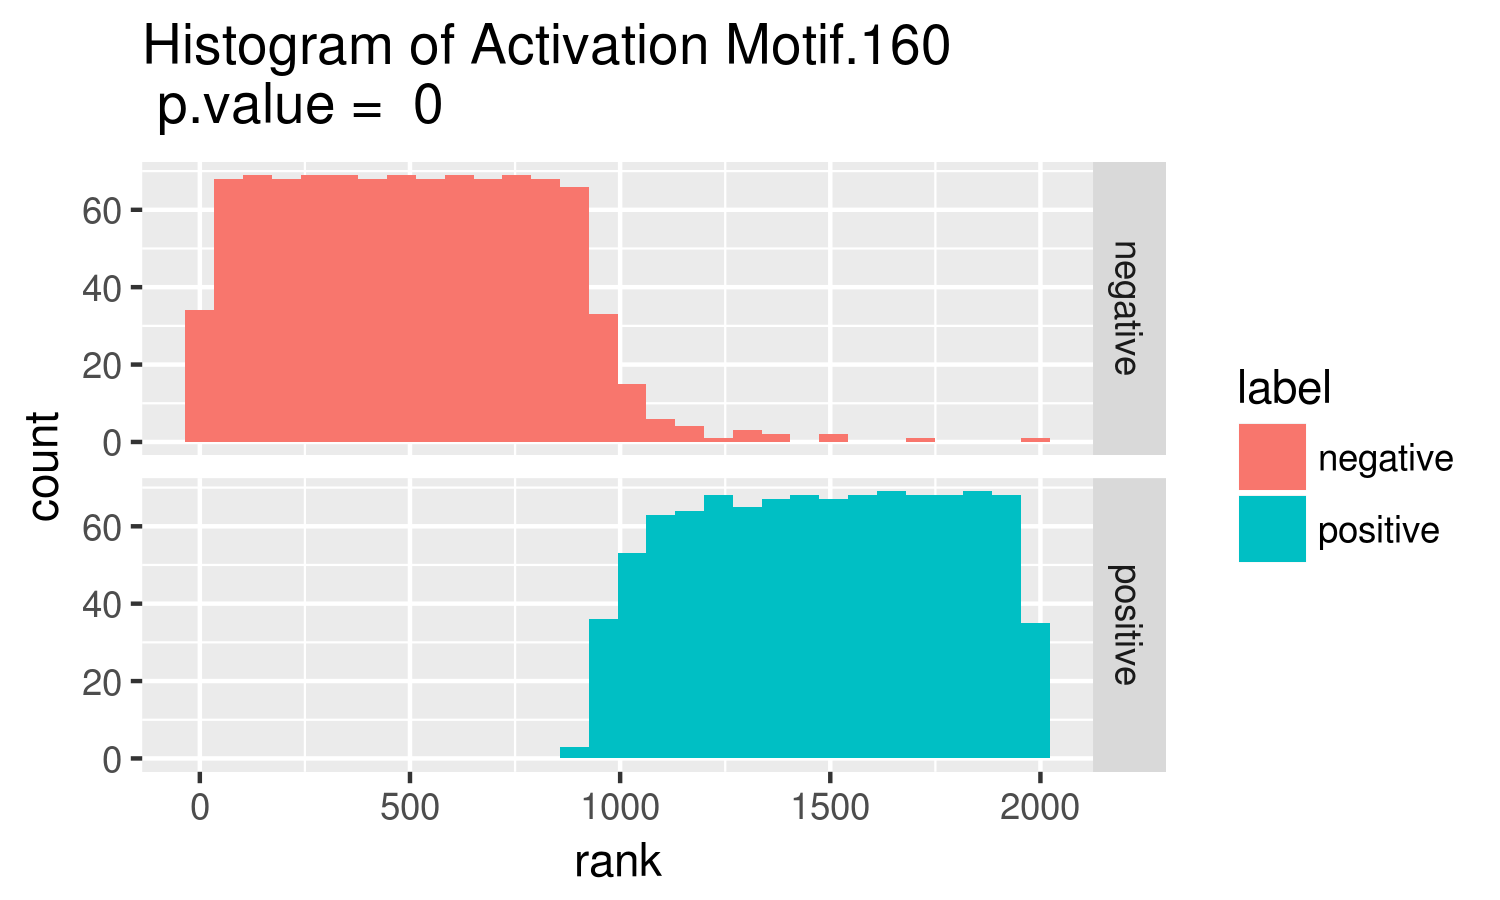 Histogram of Activation Motif.160
p.value = 0
count
60
40
20
0
negative
60
40
20
0
positive
0 500 1000 1500 2000
rank
label
negative
positive